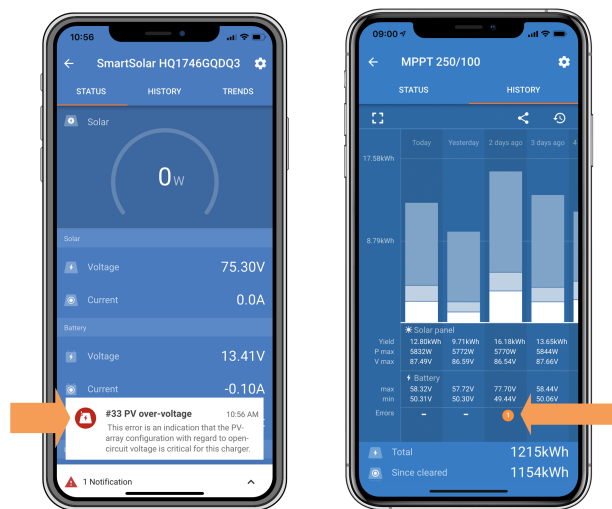 10:56
SmartSolar HQ1746GQDQ3
STATUS HISTORY TRENDS
Solar
0W
Solar
Voltage 75.30V
Current 0.0A
Battery
Voltage 13.41V
Current -0.10A
#33 PV over-voltage 10:56 AM
This error is an indication that the PV-
array configuration with regard to open-
circuit voltage is critical for this charger.
1 Notification
09:00
MPPT 250/100
STATUS HISTORY
Today Yesterday 2 days ago 3 days ago 4
17.58kWh
8.79kWh
Solar panel
Yield 12.80kWh 9.71kWh 16.18kWh 13.65kWh
P max 5832W 5772W 5770W 5844W
V max 87.49V 86.59V 86.54V 87.66V
Battery
max 58.32V 57.72V 77.70V 58.44V
min 50.31V 50.30V 49.44V 50.06V
Errors – – 1
Total 1215kWh
Since cleared 1154kWh